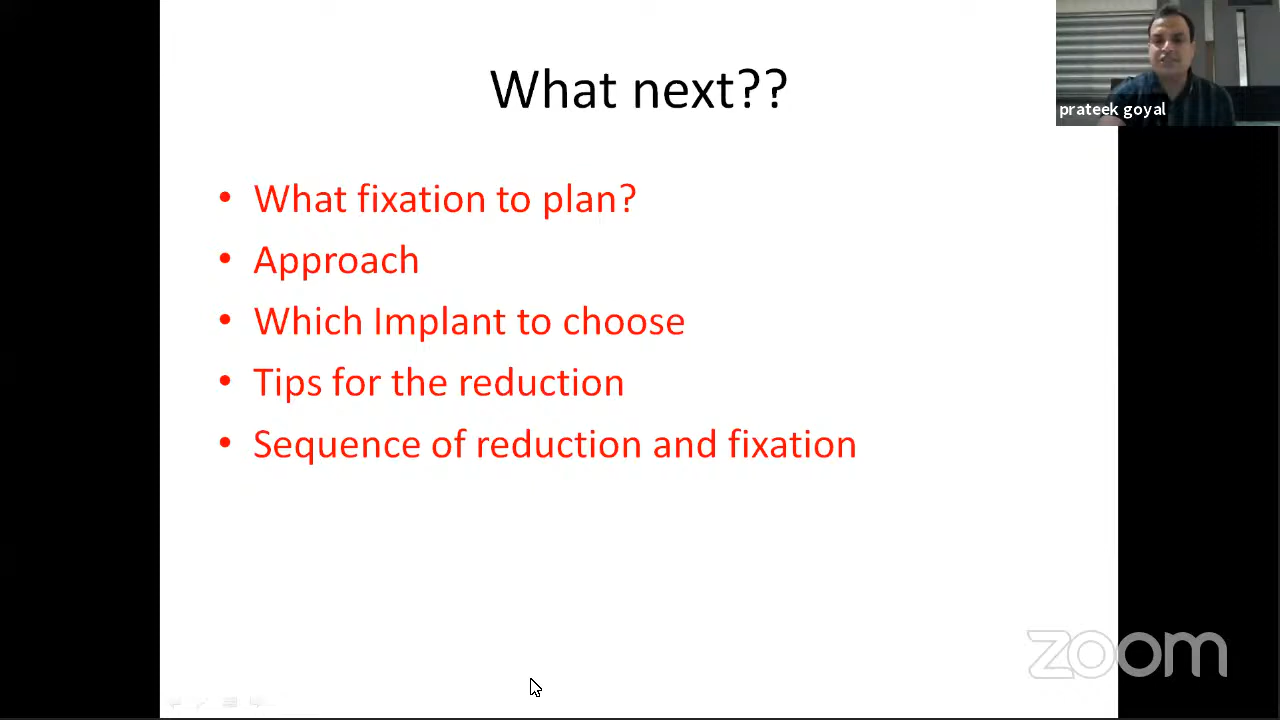 What next??
prateek goyal
• What fixation to plan?
• Approach
• Which Implant to choose
• Tips for the reduction
• Sequence of reduction and fixation
zoom